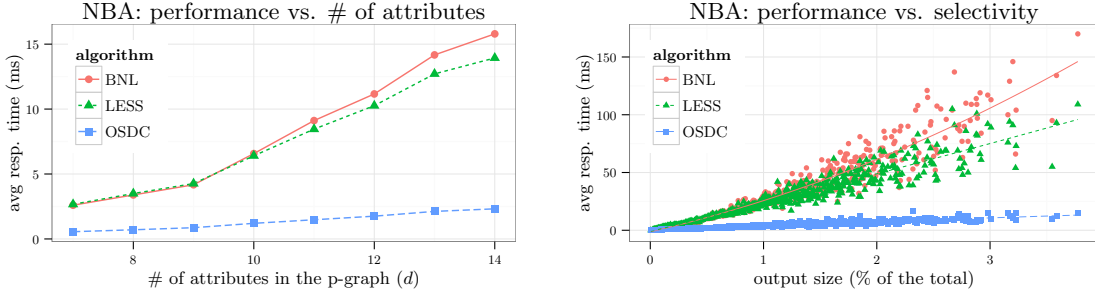 NBA: performance vs. # of attributes
avg resp. time (ms)
15
10
5
0
algorithm
BNL
LESS
OSDC
8
10
12
14
# of attributes in the p-graph (d)
NBA: performance vs. selectivity
avg resp. time (ms)
150
100
50
0
algorithm
BNL
LESS
OSDC
0
1
2
3
output size (% of the total)